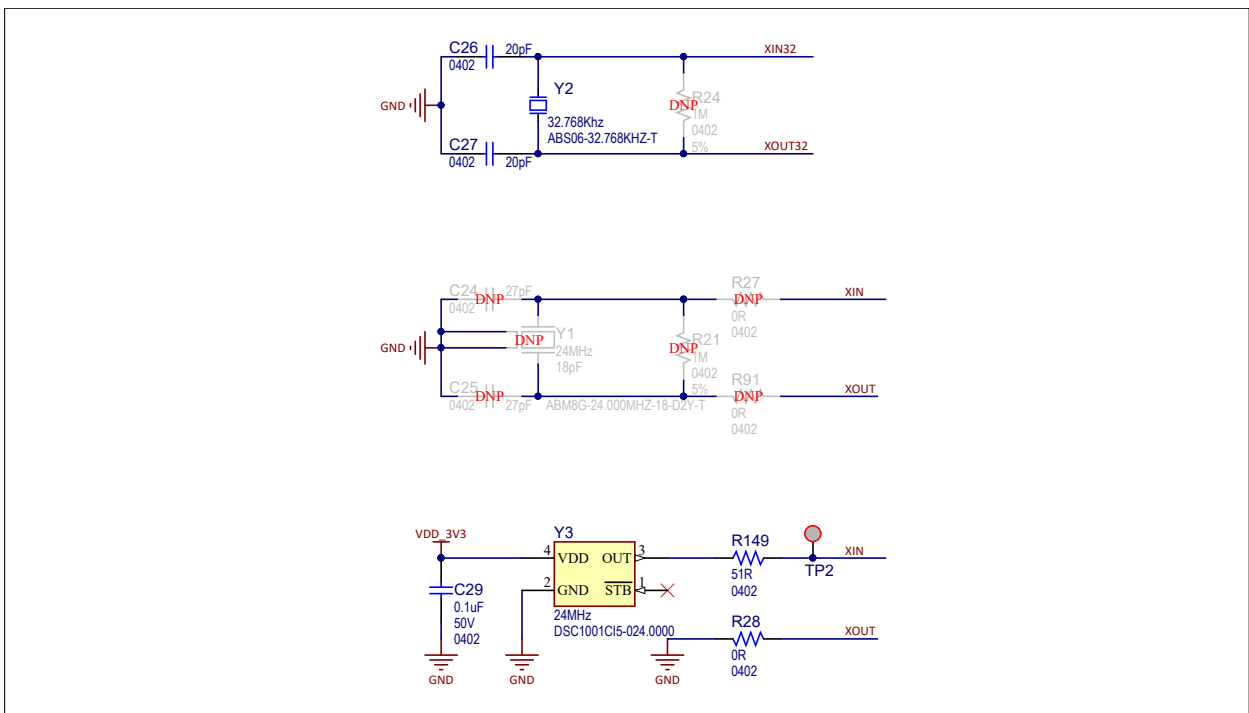 C26 20pF
0402
XIN32
GND
Y2
32.768Khz
ABS06-32.768KHZ-T
DNP
R24
1M
0402
5%
C27
0402 20pF
XOUT32
C24 27pF
0402
DNP
R27
DNP
0R
0402
XIN
GND
DNP
Y1
24MHz
18pF
DNP
R21
1M
0402
5%
C25
0402 27pF
DNP
ABM8G-24.000MHZ-18-D2Y-T
R91
DNP
0R
0402
XOUT
VDD_3V3
C29
0.1uF
50V
0402
GND
Y3
4 VDD OUT 3
2 GND STB 1
24MHz
DSC1001CI5-024.0000
GND
R149
51R
0402
TP2
XIN
R28
0R
0402
XOUT
GND